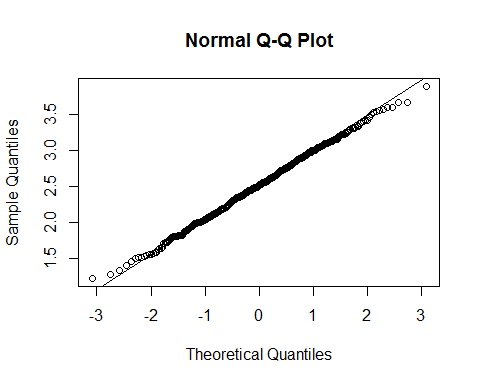 Normal Q-Q Plot
Sample Quantiles
3.5
3.0
2.5
2.0
1.5
-3 -2 -1 0 1 2 3
Theoretical Quantiles